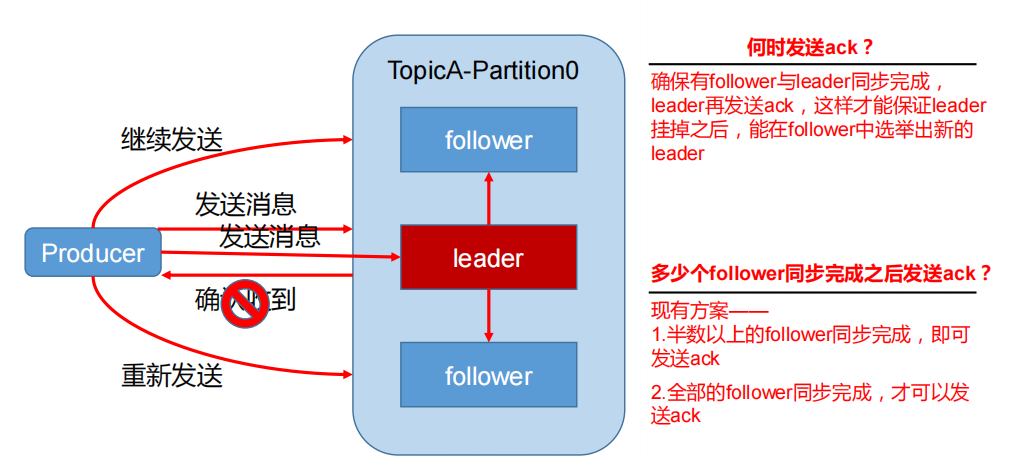 TopicA-Partition0
follower
继续发送
发送消息
发送消息
Producer
leader
确认收到
重新发送
follower
何时发送ack？
确保有follower与leader同步完成，
leader再发送ack，这样才能保证leader
挂掉之后，能在follower中选举出新的
leader
多少个follower同步完成之后发送ack？
现有方案——
1.半数以上的follower同步完成，即可
发送ack
2.全部的follower同步完成，才可以发
送ack